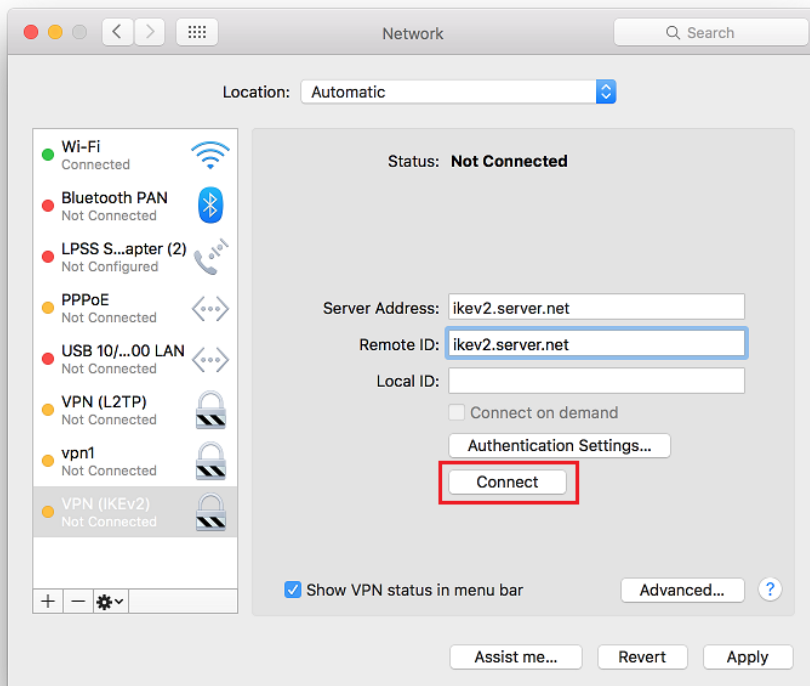 Network
Search
Location: Automatic
Wi-Fi
Connected
Bluetooth PAN
Not Connected
LPSS S...apter (2)
Not Configured
PPPoE
Not Connected
USB 10/...00 LAN
Not Connected
VPN (L2TP)
Not Connected
vpn1
Not Connected
VPN (IKEv2)
Not Connected
Status: Not Connected
Server Address: ikev2.server.net
Remote ID: ikev2.server.net
Local ID:
Connect on demand
Authentication Settings...
Connect
Show VPN status in menu bar
Advanced...
?
Assist me...
Revert
Apply